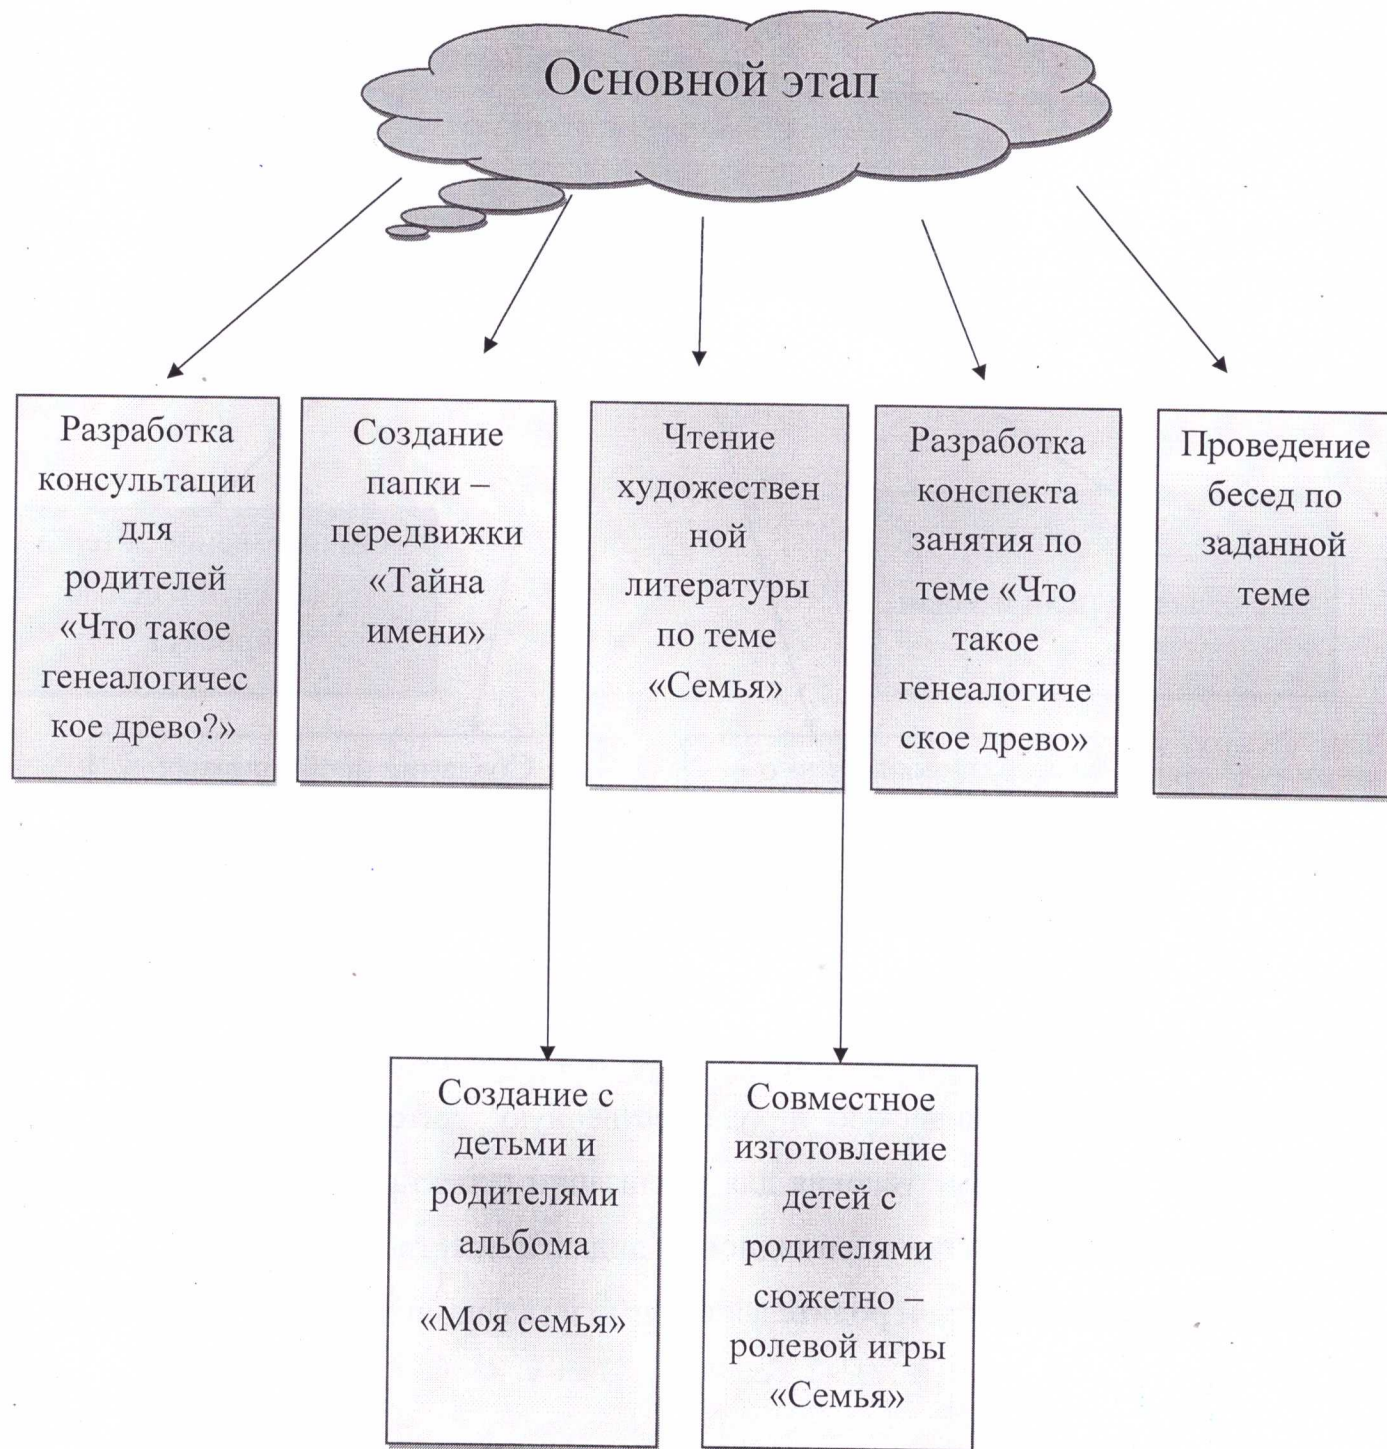 Основной этап
Разработка
консультации
для
родителей
«Что такое
генеалогичес
кое древо?»
Создание
папки –
передвижки
«Тайна
имени»
Чтение
художествен
ной
литературы
по теме
«Семья»
Разработка
конспекта
занятия по
теме «Что
такое
генеалогиче
ское древо»
Проведение
бесед по
заданной
теме
Создание с
детьми и
родителями
альбома
«Моя семья»
Совместное
изготовление
детей с
родителями
сюжетно –
ролевой игры
«Семья»